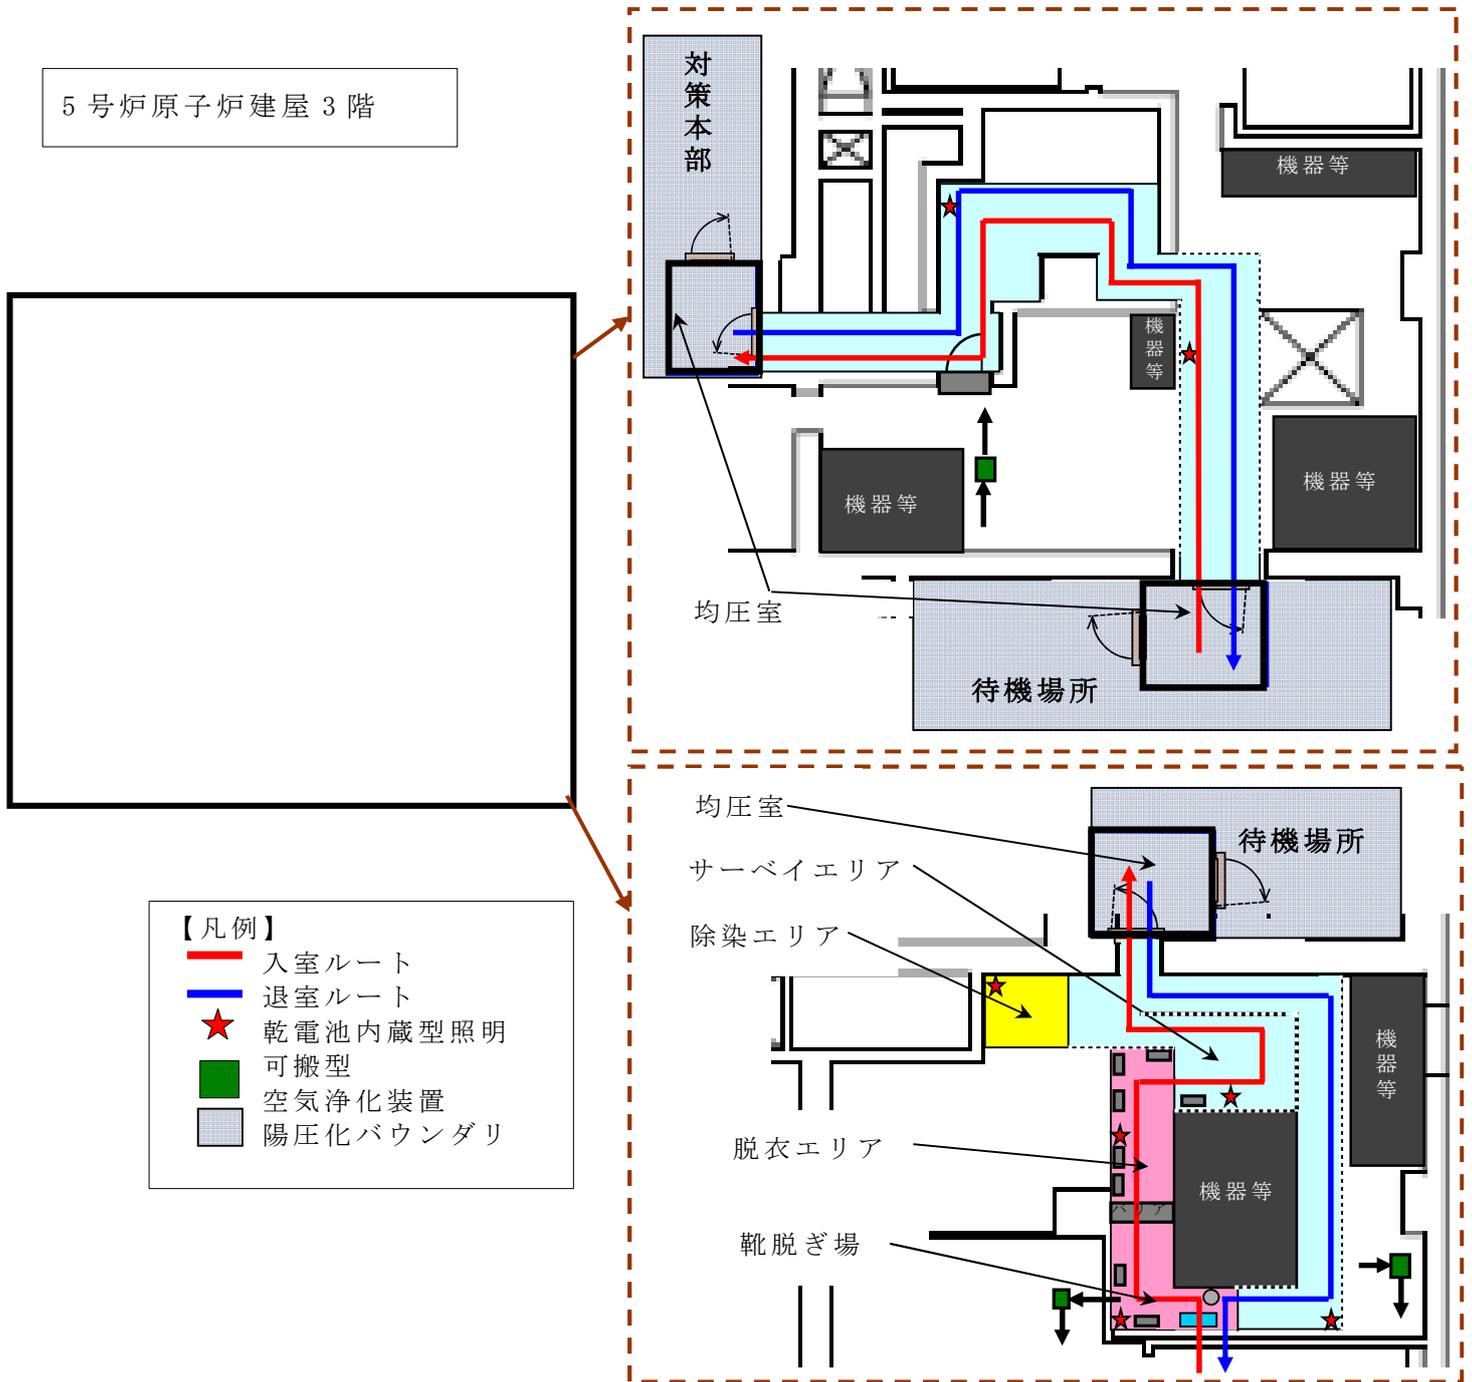 5号炉原子炉建屋3階
対策本部
機器等
機器等
機器等
機器等
均圧室
待機場所
均圧室
待機場所
サーベイエリア
除染エリア
機器等
脱衣エリア
機器等
バリア
靴脱ぎ場
【凡例】
入室ルート
退室ルート
乾電池内蔵型照明
可搬型
空気浄化装置
陽圧化バウンダリ